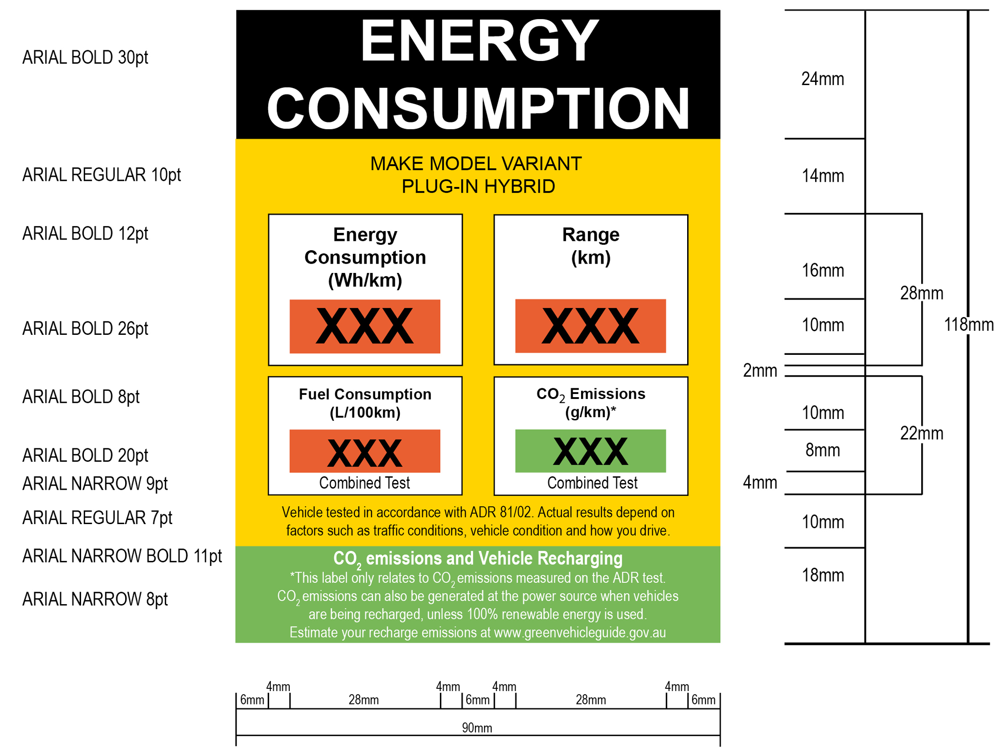 ARIAL BOLD 30pt
ENERGY
CONSUMPTION
24mm
ARIAL REGULAR 10pt
MAKE MODEL VARIANT
PLUG-IN HYBRID
14mm
ARIAL BOLD 12pt
Energy
Consumption
(Wh/km)
Range
(km)
16mm
28mm
ARIAL BOLD 26pt
XXX
XXX
10mm
118mm
2mm
ARIAL BOLD 8pt
Fuel Consumption
(L/100km)
CO₂ Emissions
(g/km)*
10mm
22mm
ARIAL BOLD 20pt
XXX
XXX
8mm
ARIAL NARROW 9pt
Combined Test
Combined Test
4mm
ARIAL REGULAR 7pt
Vehicle tested in accordance with ADR 81/02. Actual results depend on
factors such as traffic conditions, vehicle condition and how you drive.
10mm
ARIAL NARROW BOLD 11pt
CO₂ emissions and Vehicle Recharging
18mm
ARIAL NARROW 8pt
*This label only relates to CO₂ emissions measured on the ADR test.
CO₂ emissions can also be generated at the power source when vehicles
are being recharged, unless 100% renewable energy is used.
Estimate your recharge emissions at www.greenvehicleguide.gov.au
4mm 4mm 4mm 4mm
6mm 28mm 6mm 28mm 6mm
90mm